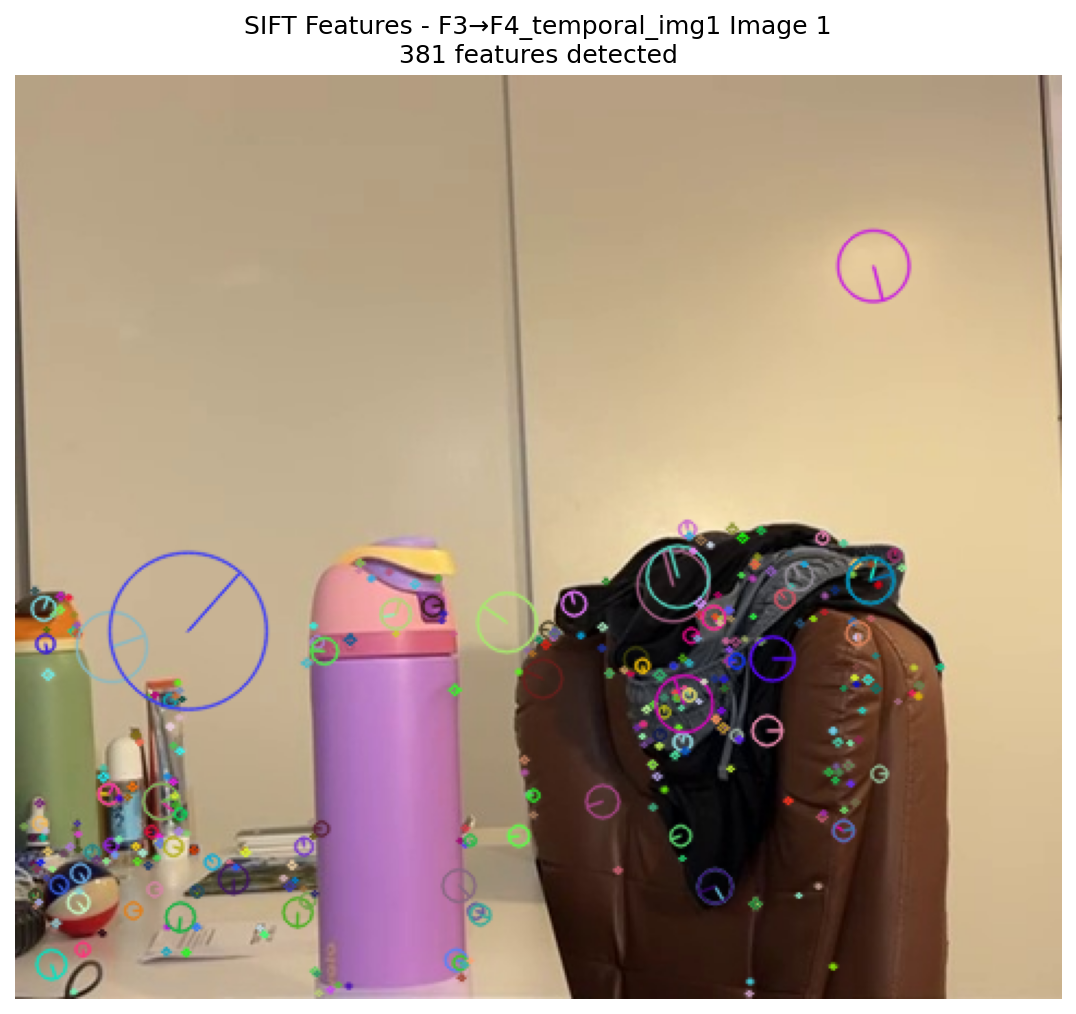 SIFT Features - F3→F4_temporal_img1 Image 1
381 features detected